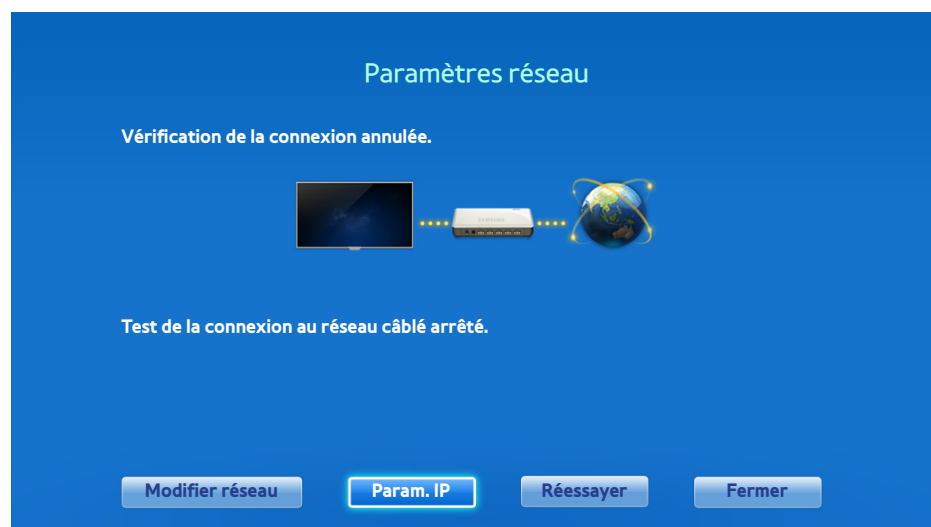 Paramètres réseau
Vérification de la connexion annulée.
SAMSUNG
Test de la connexion au réseau câblé arrêté.
Modifier réseau Param. IP Réessayer Fermer